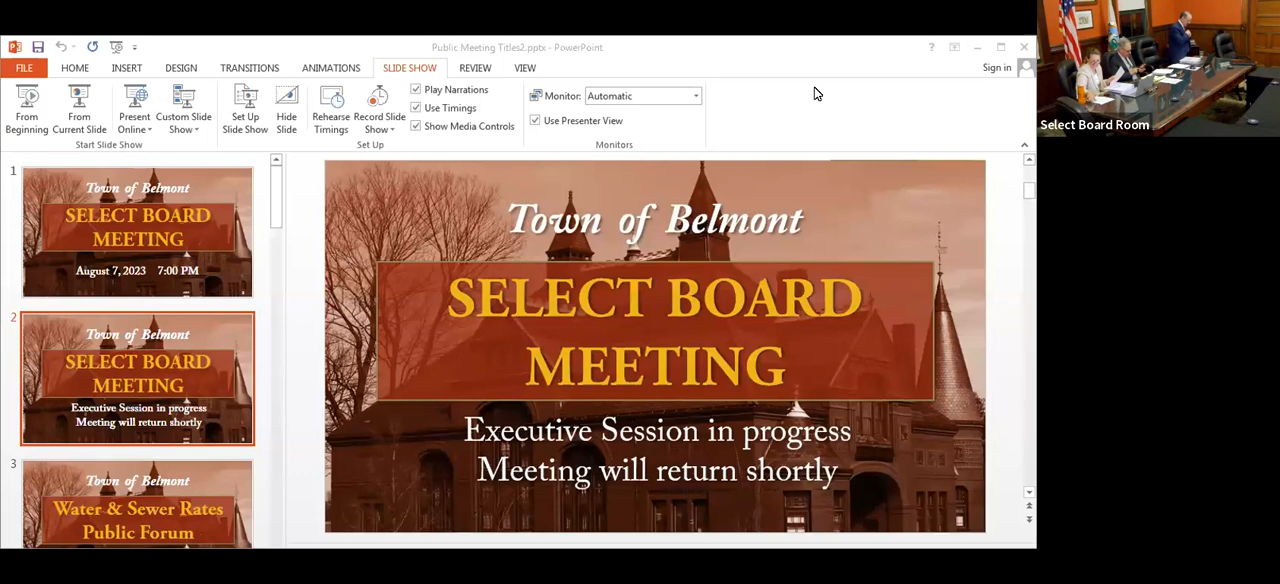 Public Meeting Titles2.pptx - PowerPoint
?
FILE HOME INSERT DESIGN TRANSITIONS ANIMATIONS SLIDE SHOW REVIEW VIEW Sign in
From Beginning
From Current Slide
Present Online
Custom Slide Show
Start Slide Show
Set Up Slide Show
Hide Slide
Rehearse Timings
Record Slide Show
Play Narrations
Use Timings
Show Media Controls
Set Up
Monitor: Automatic
Use Presenter View
Monitors
1
Town of Belmont
SELECT BOARD
MEETING
August 7, 2023 7:00 PM
2
Town of Belmont
SELECT BOARD
MEETING
Executive Session in progress
Meeting will return shortly
3
Town of Belmont
Water & Sewer Rates
Public Forum
Town of Belmont
SELECT BOARD
MEETING
Executive Session in progress
Meeting will return shortly
Select Board Room